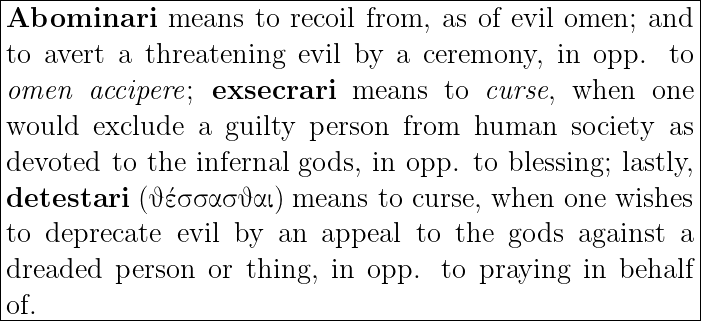 Abominari means to recoil from, as of evil omen; and
to avert a threatening evil by a ceremony, in opp. to
omen accipere; exsecrari means to curse, when one
would exclude a guilty person from human society as
devoted to the infernal gods, in opp. to blessing; lastly,
detestari (ϑέσσασϑαι) means to curse, when one wishes
to deprecate evil by an appeal to the gods against a
dreaded person or thing, in opp. to praying in behalf
of.